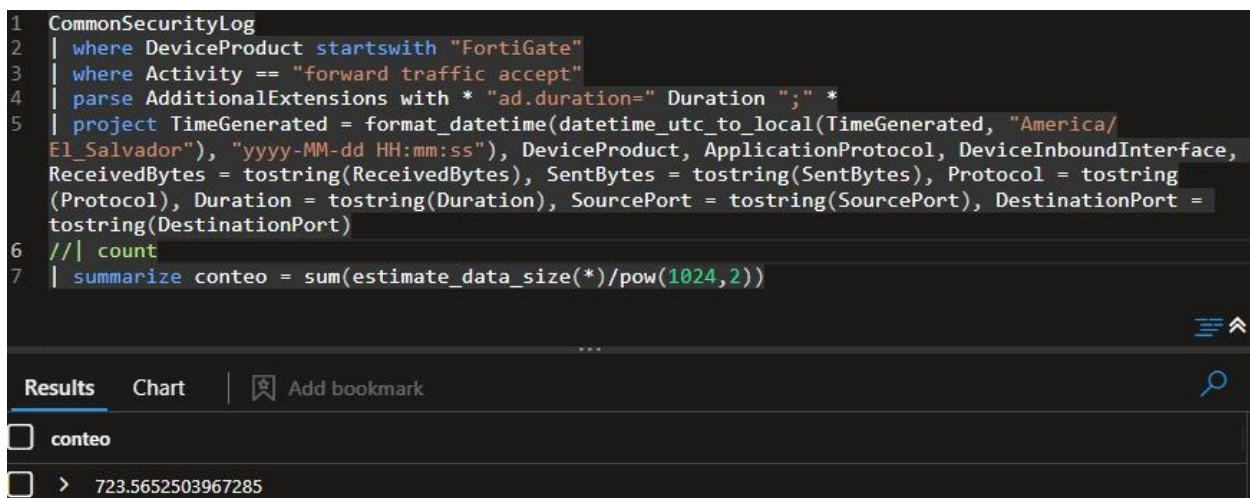 1 CommonSecurityLog
2 | where DeviceProduct startswith "FortiGate"
3 | where Activity == "forward traffic accept"
4 | parse AdditionalExtensions with * "ad.duration=" Duration ";" *
5 | project TimeGenerated = format_datetime(datetime_utc_to_local(TimeGenerated, "America/
El_Salvador"), "yyyy-MM-dd HH:mm:ss"), DeviceProduct, ApplicationProtocol, DeviceInboundInterface,
ReceivedBytes = tostring(ReceivedBytes), SentBytes = tostring(SentBytes), Protocol = tostring
(Protocol), Duration = tostring(Duration), SourcePort = tostring(SourcePort), DestinationPort =
tostring(DestinationPort)
6 //| count
7 | summarize conteo = sum(estimate_data_size(*)/pow(1024,2))
Results Chart Add bookmark
conteo
723.5652503967285